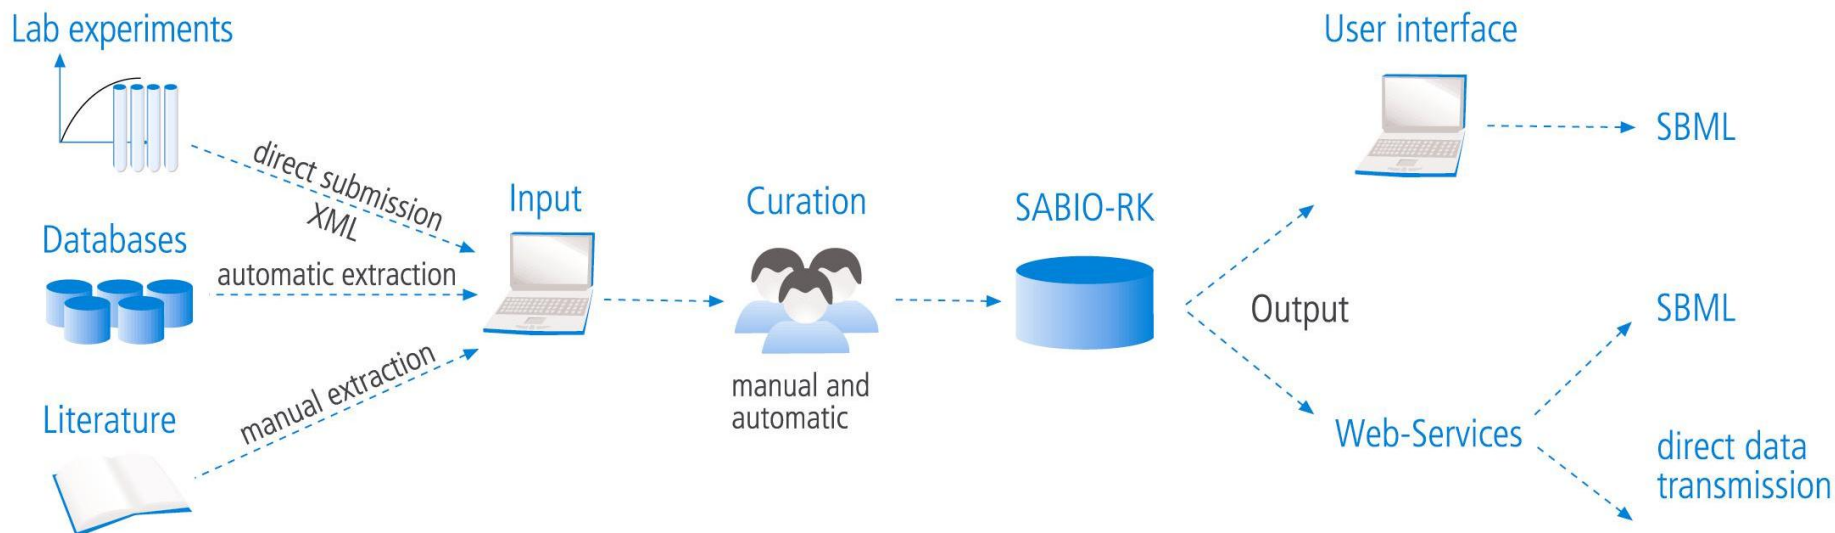 Lab experiments
direct submission
XML
Databases
automatic extraction
Literature
manual extraction
Input
Curation
manual and
automatic
SABIO-RK
Output
User interface
SBML
Web-Services
SBML
direct data
transmission